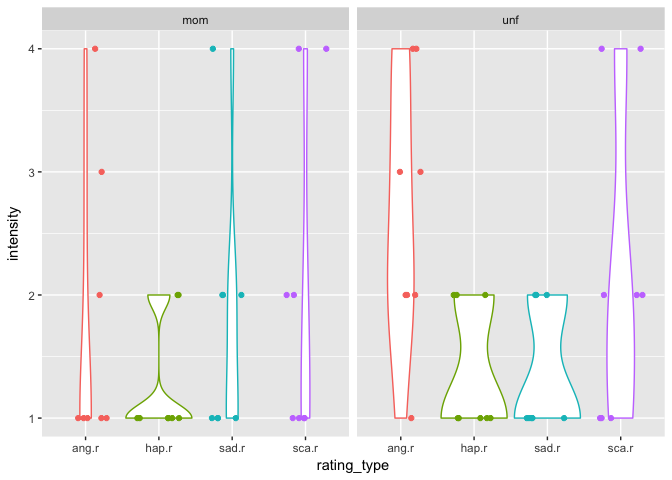 mom unf
4
3
2
1
intensity
ang.r hap.r sad.r sca.r ang.r hap.r sad.r sca.r
rating_type